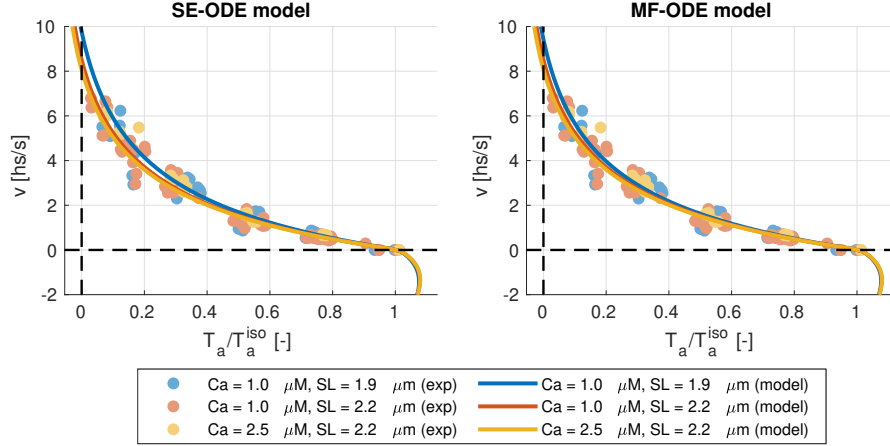 SE-ODE model
MF-ODE model
10
8
6
4
2
0
-2
v [hs/s]
0 0.2 0.4 0.6 0.8 1
T_a/T_a^iso [-]
10
8
6
4
2
0
-2
v [hs/s]
0 0.2 0.4 0.6 0.8 1
T_a/T_a^iso [-]
Ca = 1.0 μM, SL = 1.9 μm (exp)
Ca = 1.0 μM, SL = 2.2 μm (exp)
Ca = 2.5 μM, SL = 2.2 μm (exp)
Ca = 1.0 μM, SL = 1.9 μm (model)
Ca = 1.0 μM, SL = 2.2 μm (model)
Ca = 2.5 μM, SL = 2.2 μm (model)